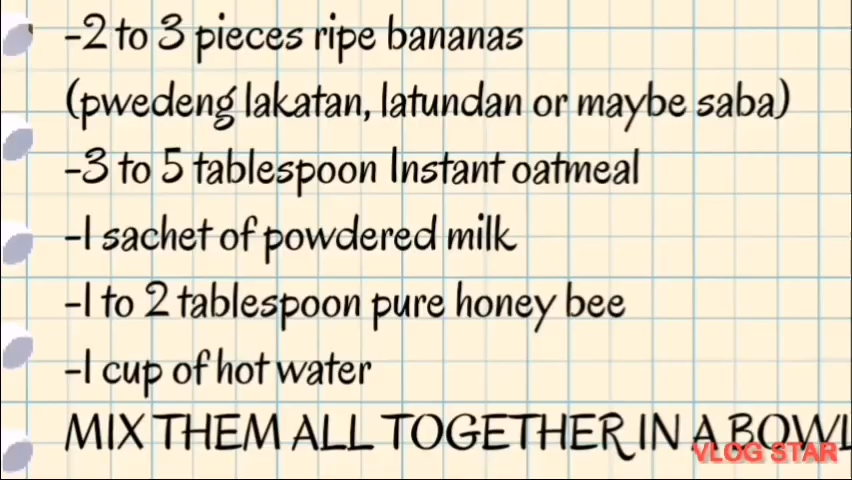 -2 to 3 pieces ripe bananas
(pwedeng lakatan, latundan or maybe saba)
-3 to 5 tablespoon Instant oatmeal
-1 sachet of powdered milk
-1 to 2 tablespoon pure honey bee
-1 cup of hot water
MIX THEM ALL TOGETHER IN A BOWL
VLOG STAR